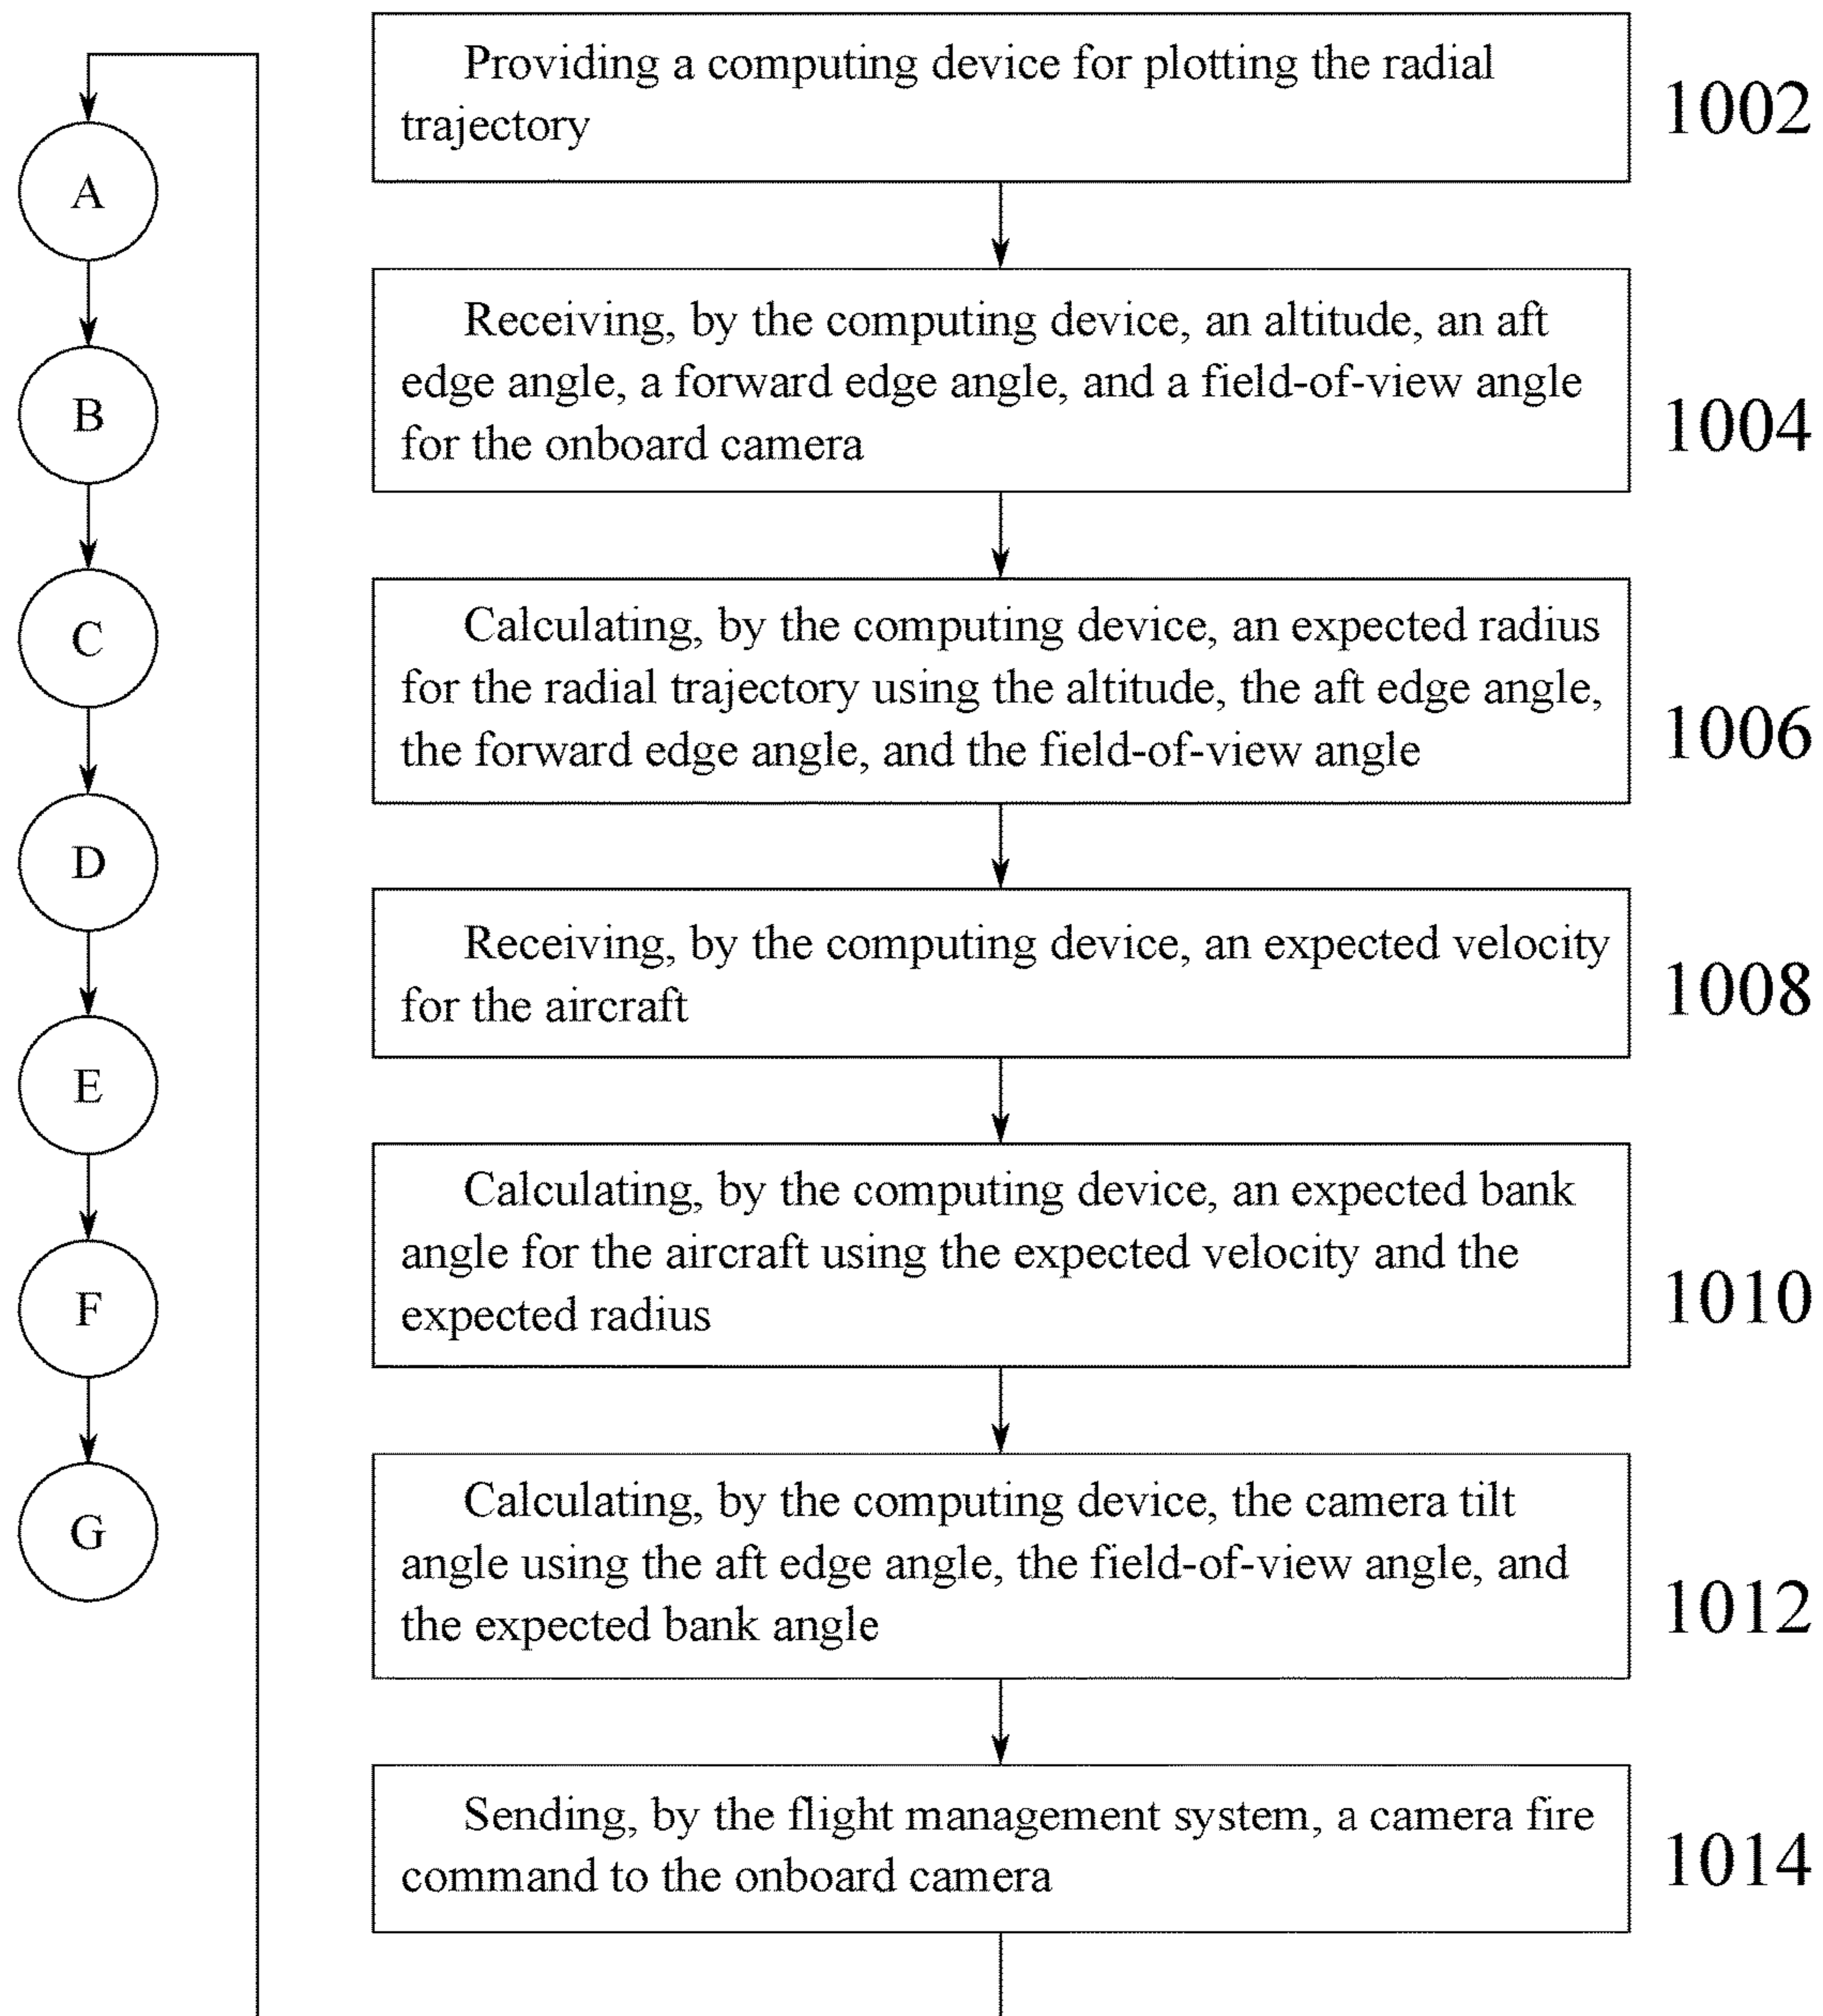 A
B
C
D
E
F
G
Providing a computing device for plotting the radial
trajectory
1002
Receiving, by the computing device, an altitude, an aft
edge angle, a forward edge angle, and a field-of-view angle
for the onboard camera
1004
Calculating, by the computing device, an expected radius
for the radial trajectory using the altitude, the aft edge angle,
the forward edge angle, and the field-of-view angle
1006
Receiving, by the computing device, an expected velocity
for the aircraft
1008
Calculating, by the computing device, an expected bank
angle for the aircraft using the expected velocity and the
expected radius
1010
Calculating, by the computing device, the camera tilt
angle using the aft edge angle, the field-of-view angle, and
the expected bank angle
1012
Sending, by the flight management system, a camera fire
command to the onboard camera
1014